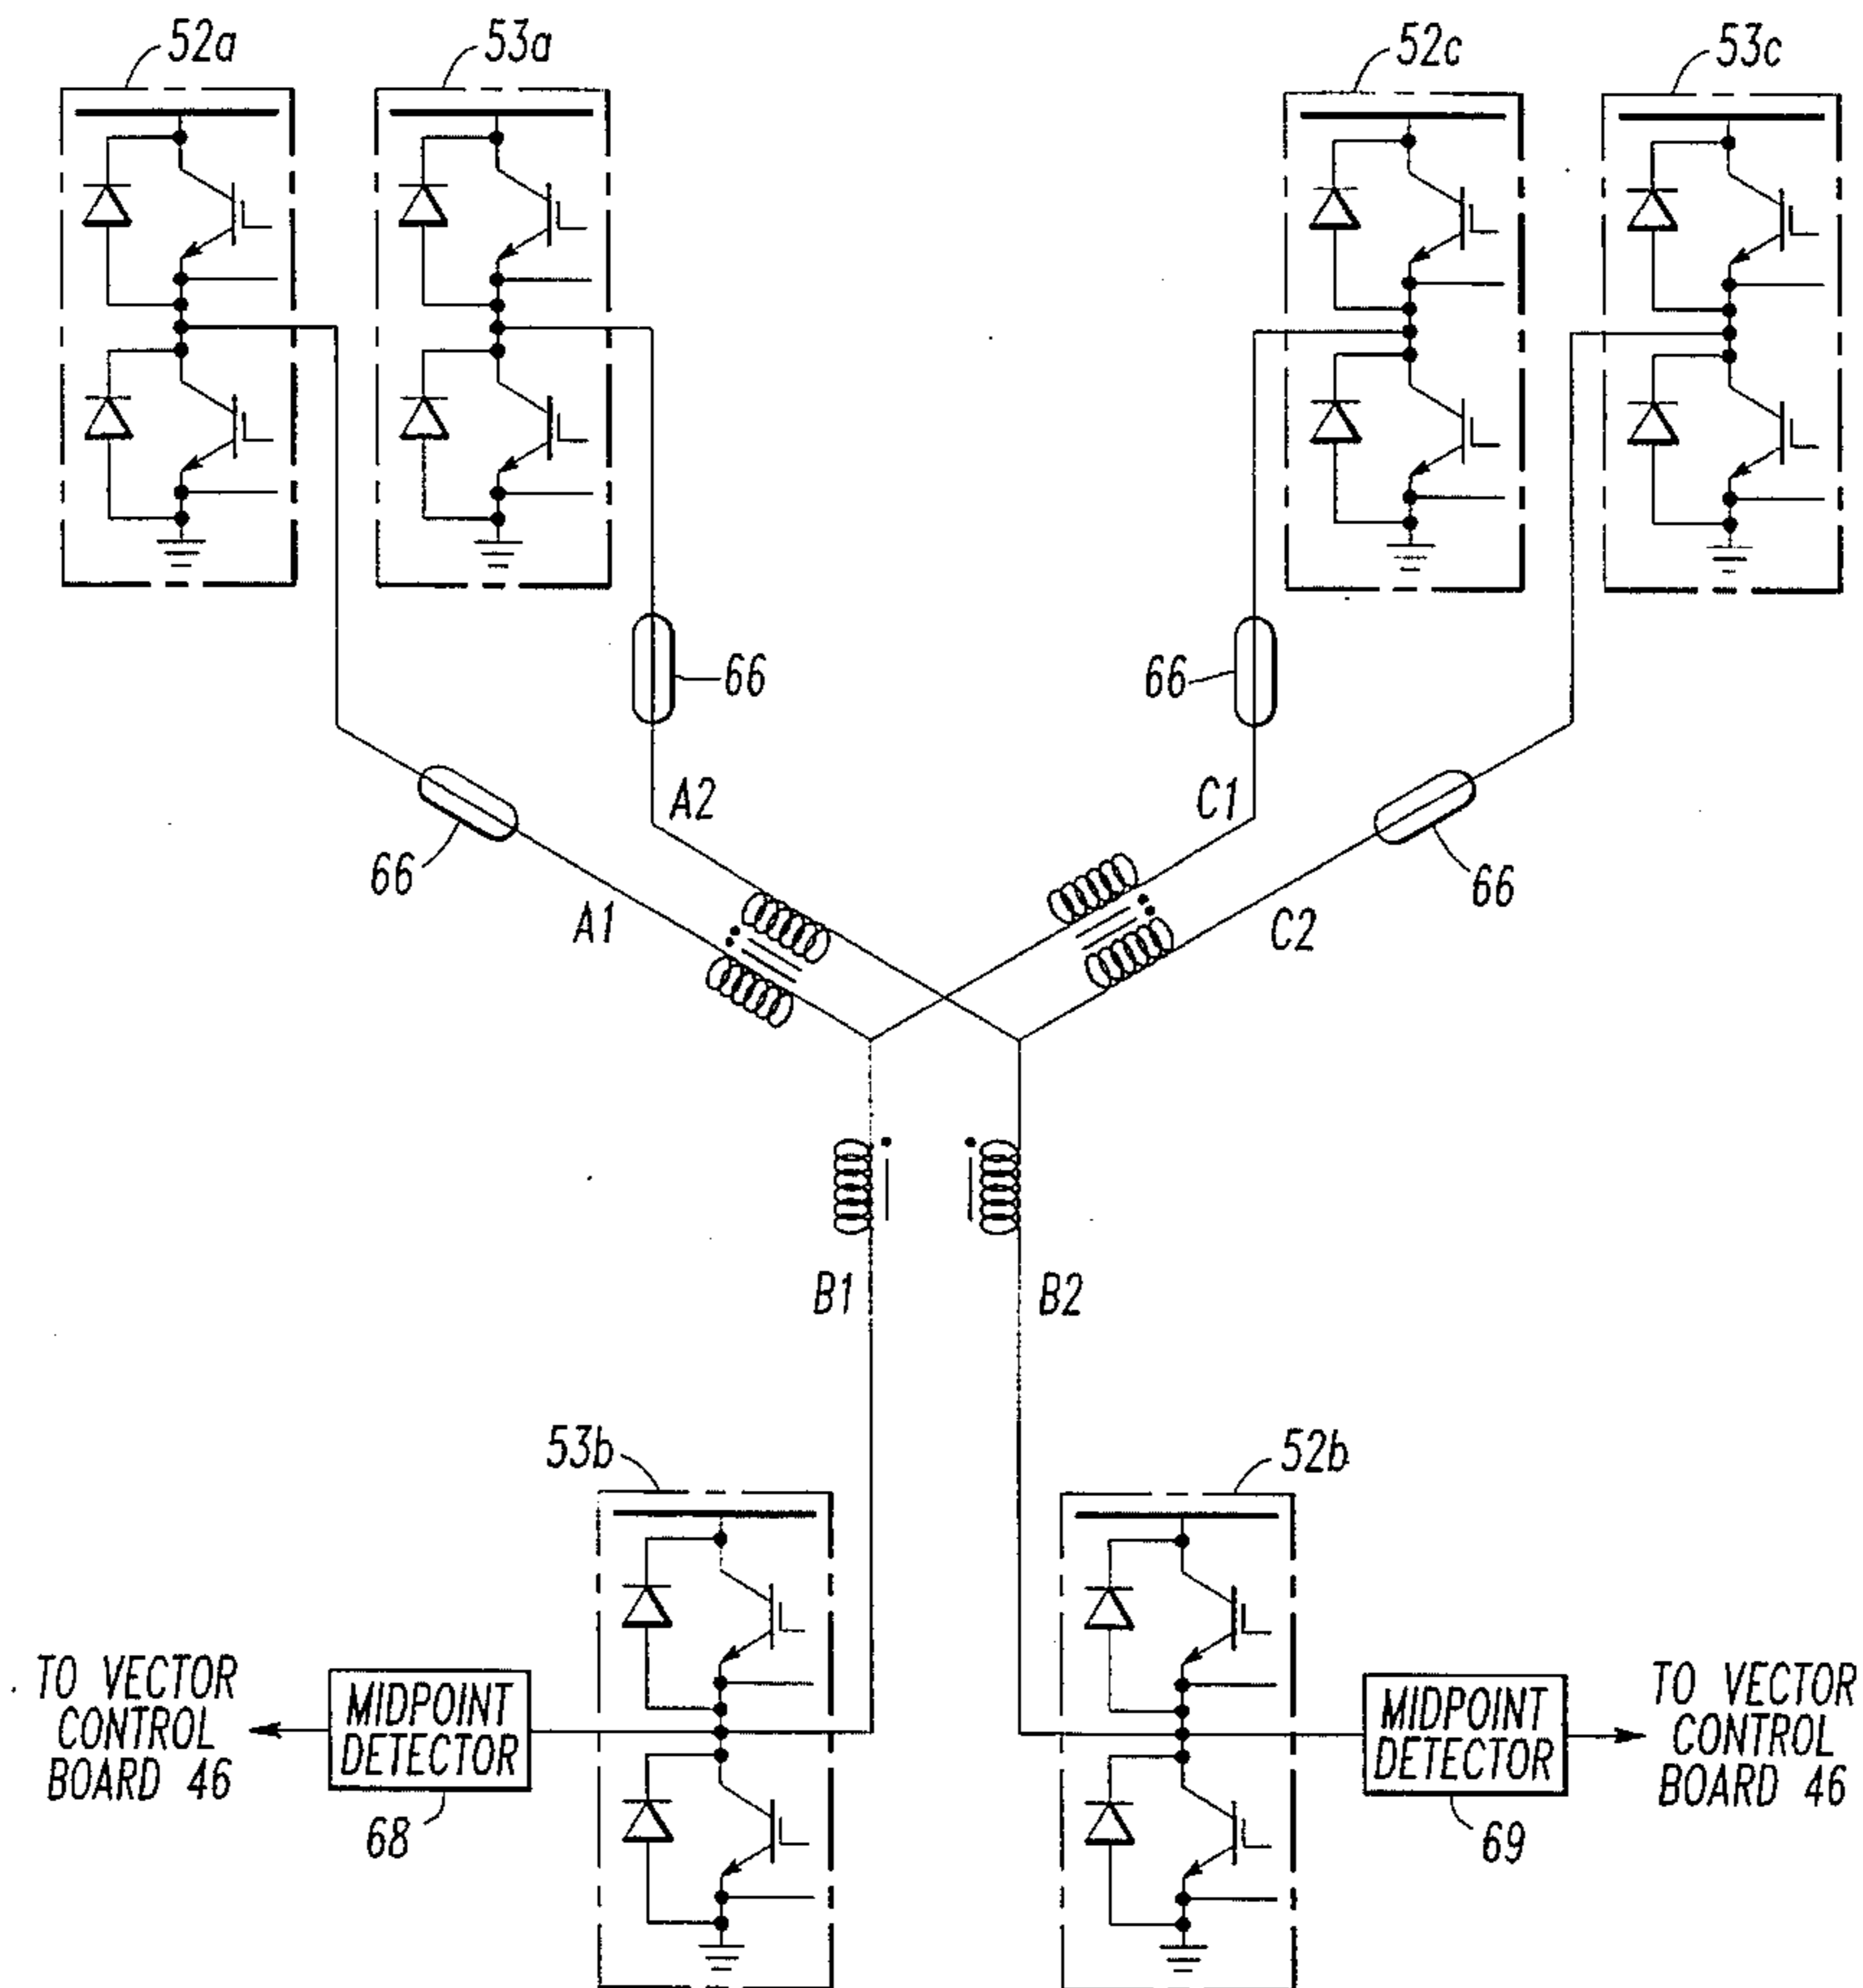 52a
53a
52c
53c
66
66
A2
C1
66
66
A1
C2
B1
B2
53b
52b
TO VECTOR
CONTROL
BOARD 46
MIDPOINT
DETECTOR
68
MIDPOINT
DETECTOR
69
TO VECTOR
CONTROL
BOARD 46